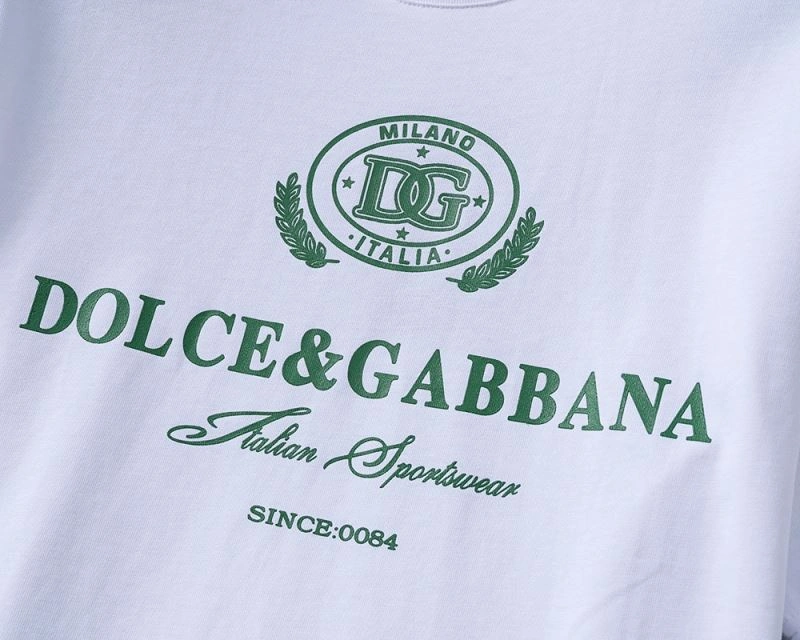 MILANO
DG
·ITALIA·
DOLCE&GABBANA
Italian Sportswear
SINCE:0084